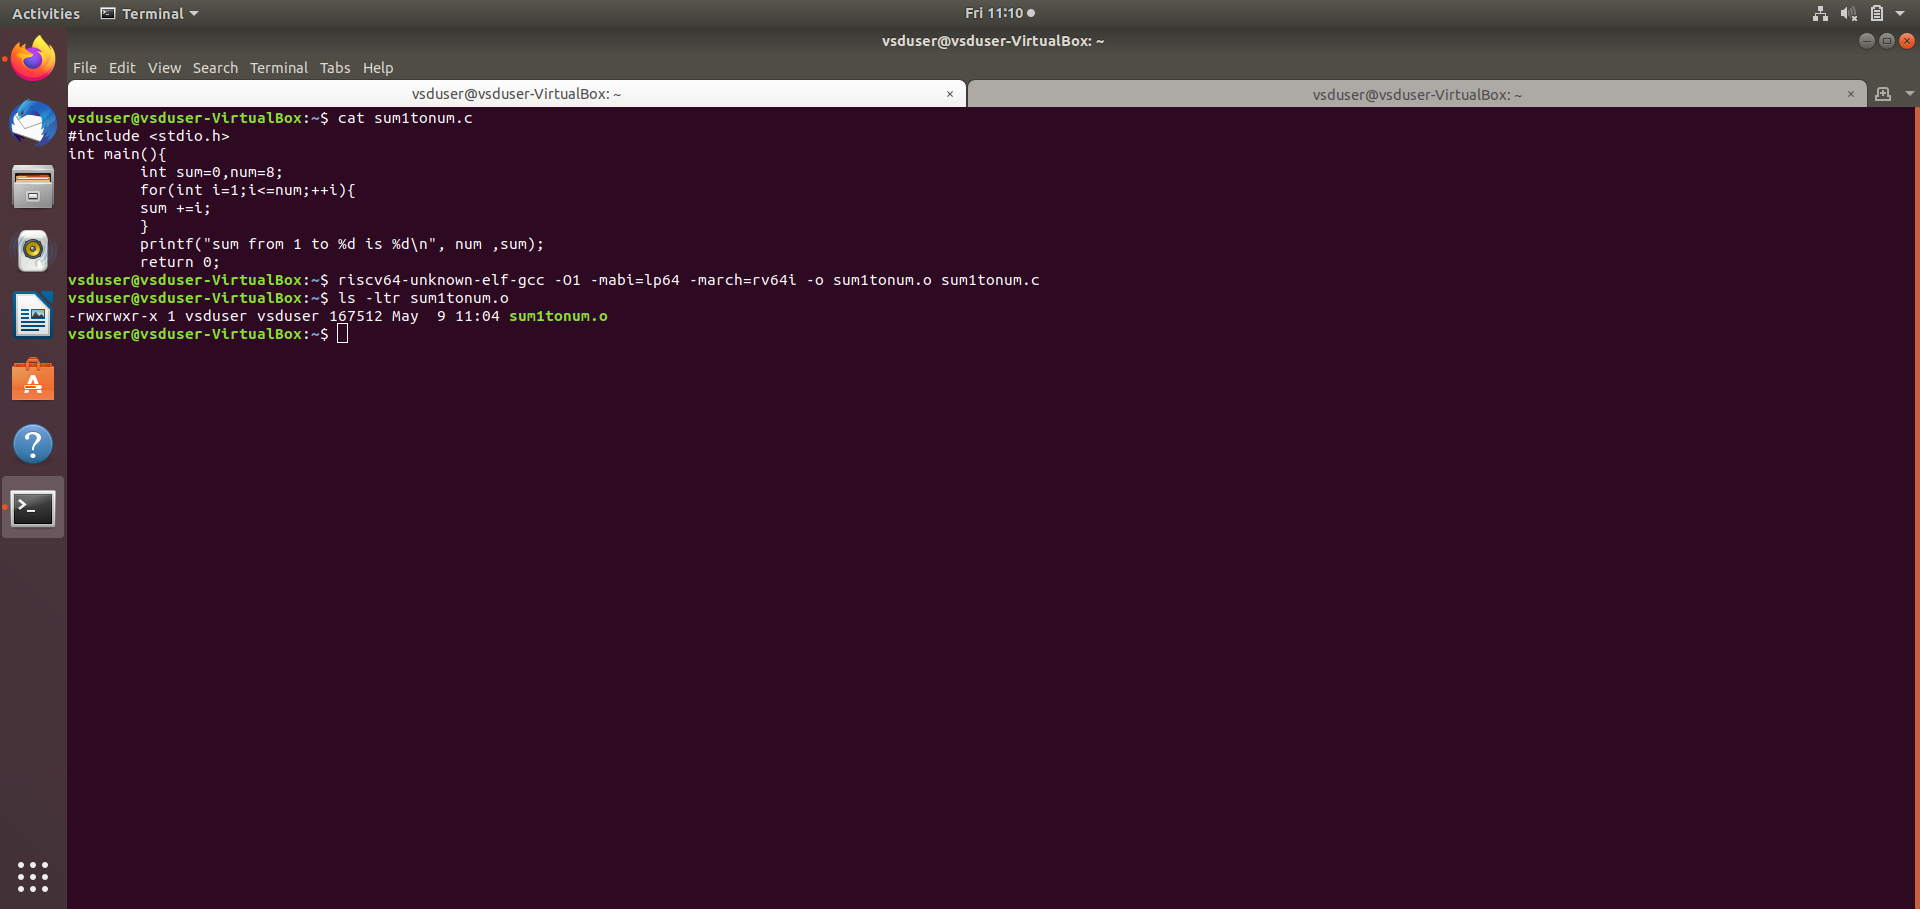 Activities Terminal Fri 11:10
vsduser@vsduser-VirtualBox: ~
File Edit View Search Terminal Tabs Help
vsduser@vsduser-VirtualBox: ~ × vsduser@vsduser-VirtualBox: ~ ×
vsduser@vsduser-VirtualBox:~$ cat sum1tonum.c
#include <stdio.h>
int main(){
        int sum=0,num=8;
        for(int i=1;i<=num;++i){
        sum +=i;
        }
        printf("sum from 1 to %d is %d\n", num ,sum);
        return 0;
vsduser@vsduser-VirtualBox:~$ riscv64-unknown-elf-gcc -O1 -mabi=lp64 -march=rv64i -o sum1tonum.o sum1tonum.c
vsduser@vsduser-VirtualBox:~$ ls -ltr sum1tonum.o
-rwxrwxr-x 1 vsduser vsduser 167512 May  9 11:04 sum1tonum.o
vsduser@vsduser-VirtualBox:~$